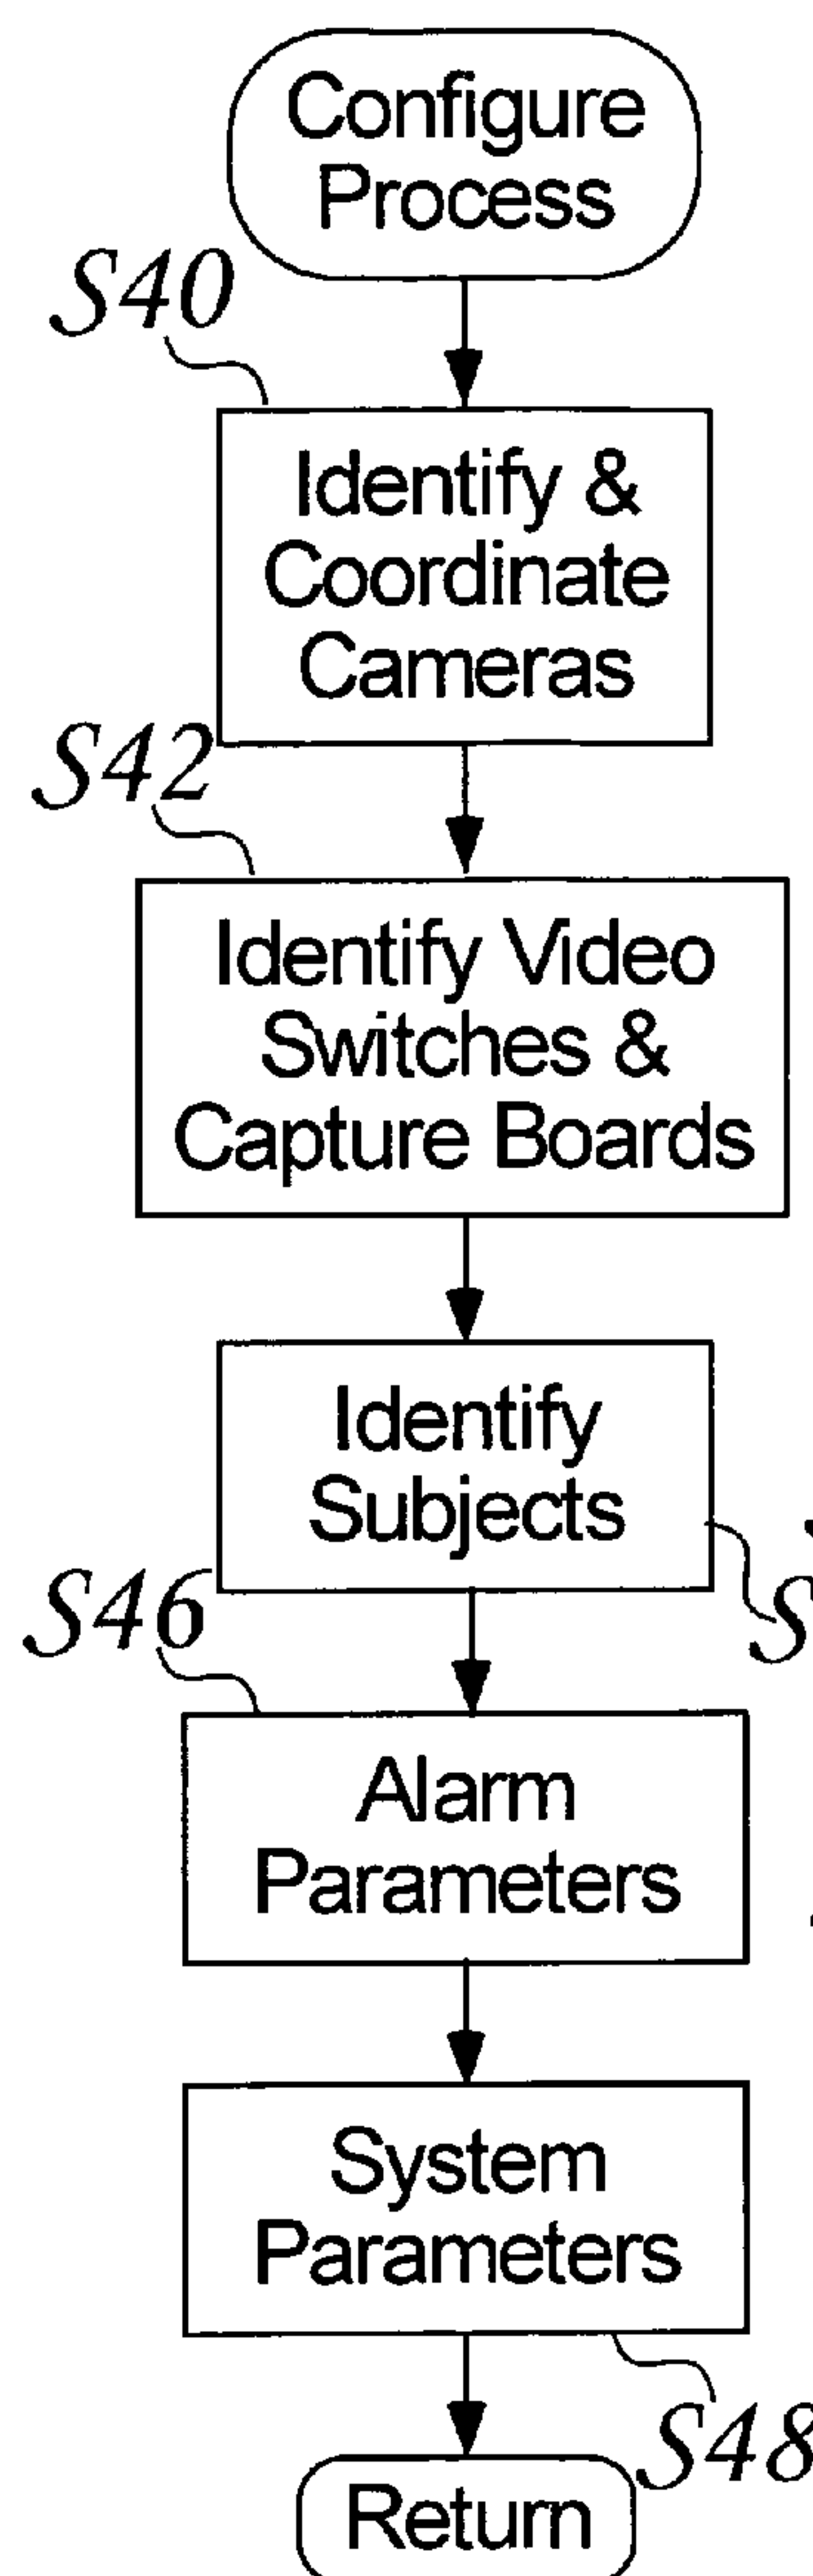 Configure
Process
S40
Identify &
Coordinate
Cameras
S42
Identify Video
Switches &
Capture Boards
Identify
Subjects
S
S46
Alarm
Parameters
System
Parameters
S48
Return